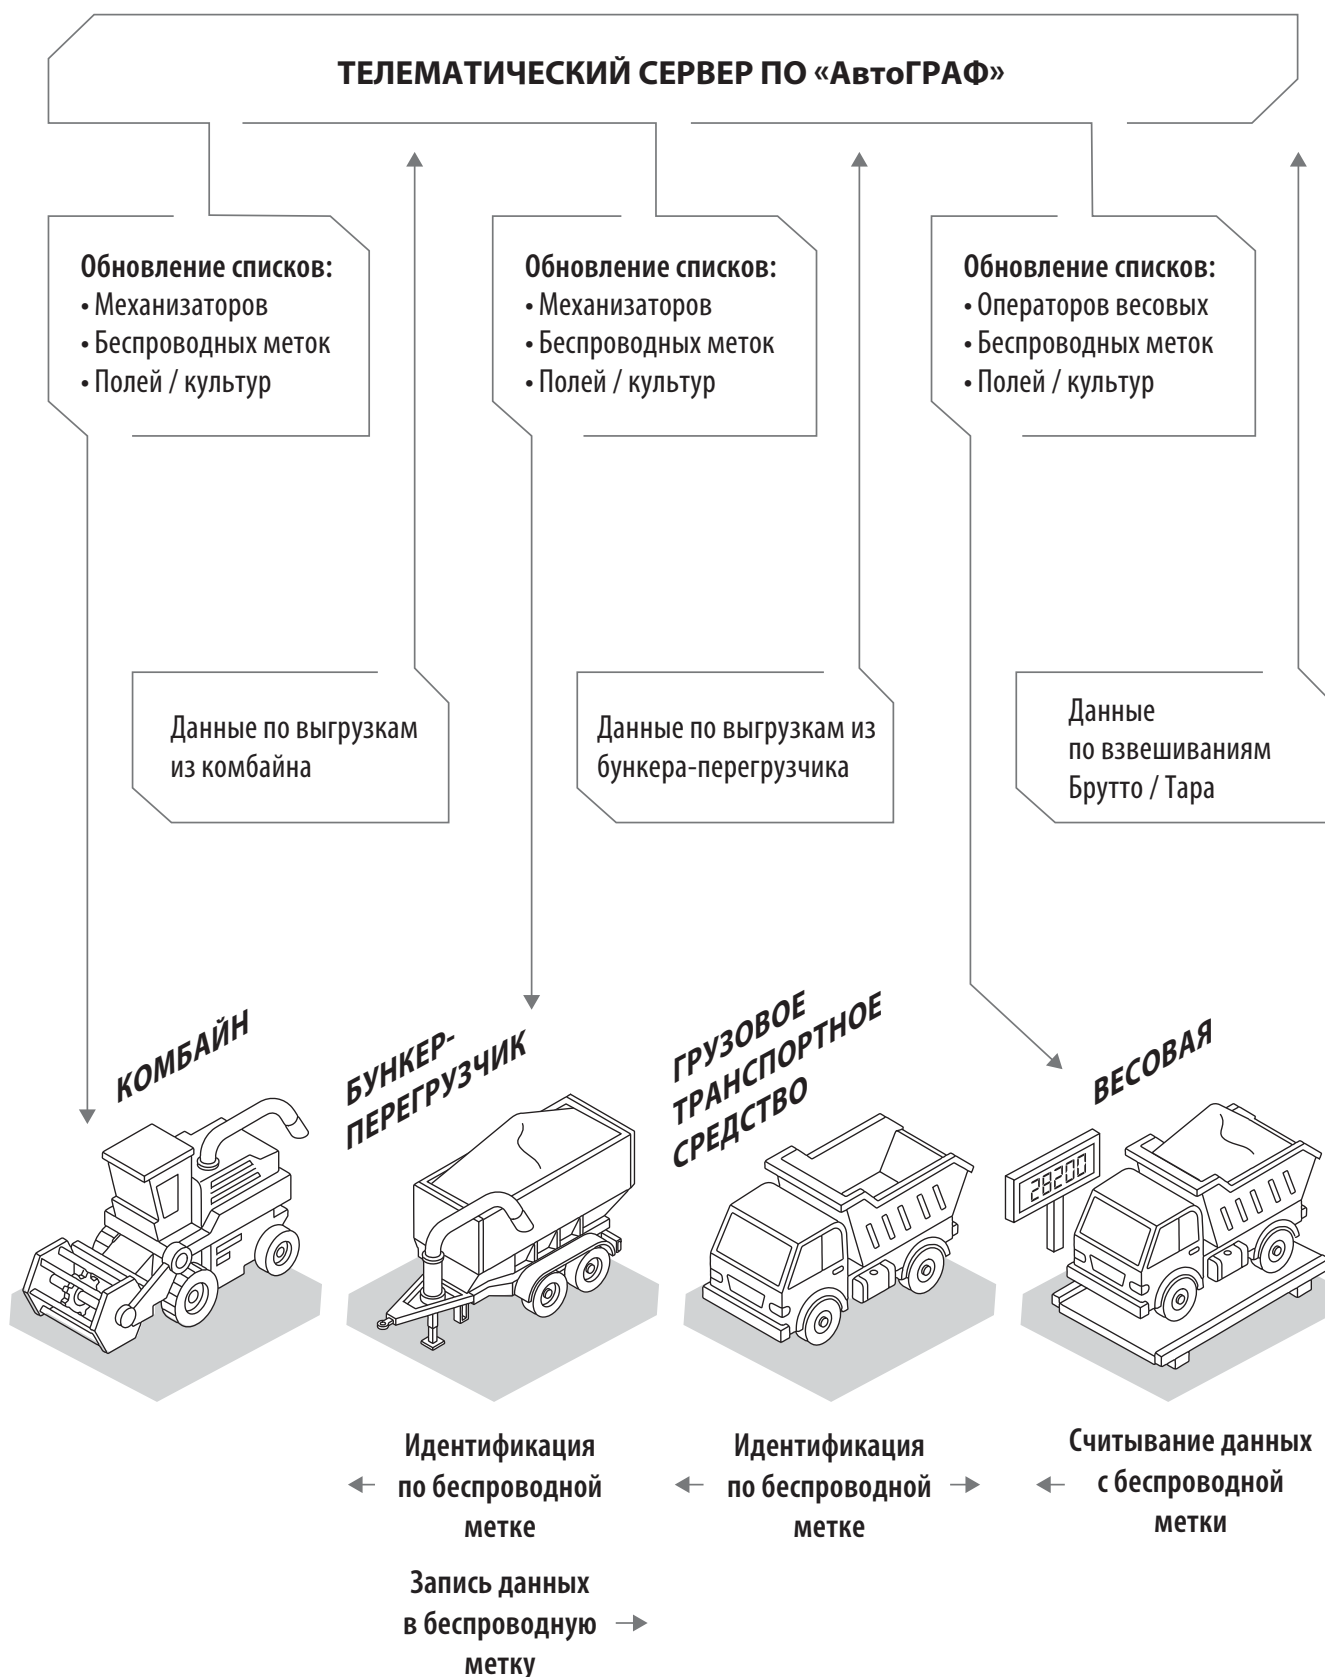 ТЕЛЕМАТИЧЕСКИЙ СЕРВЕР ПО «АвтоГРАФ»
Обновление списков:
• Механизаторов
• Беспроводных меток
• Полей / культур
Обновление списков:
• Механизаторов
• Беспроводных меток
• Полей / культур
Обновление списков:
• Операторов весовых
• Беспроводных меток
• Полей / культур
Данные по выгрузкам
из комбайна
Данные по выгрузкам из
бункера-перегрузчика
Данные
по взвешиваниям
Брутто / Тара
КОМБАЙН
БУНКЕР-
ПЕРЕГРУЗЧИК
ГРУЗОВОЕ
ТРАНСПОРТНОЕ
СРЕДСТВО
ВЕСОВАЯ
28200
Идентификация
по беспроводной
метке
Запись данных
в беспроводную
метку
Идентификация
по беспроводной
метке
Считывание данных
с беспроводной
метки